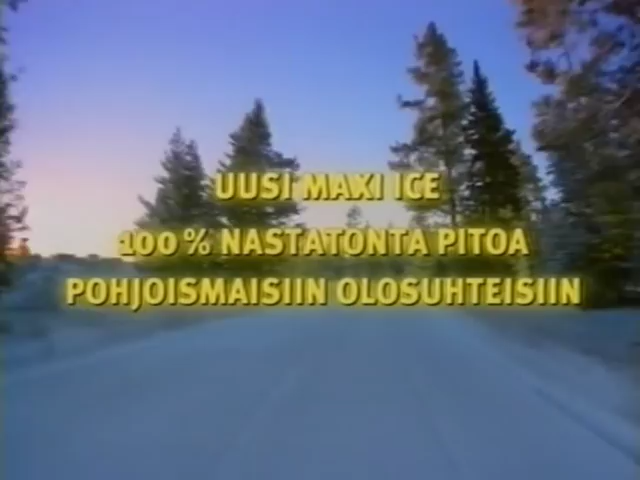 UUSI MAXI ICE
100 % NASTATONTA PITOA
POHJOISMAISIIN OLOSUHTEISIIN